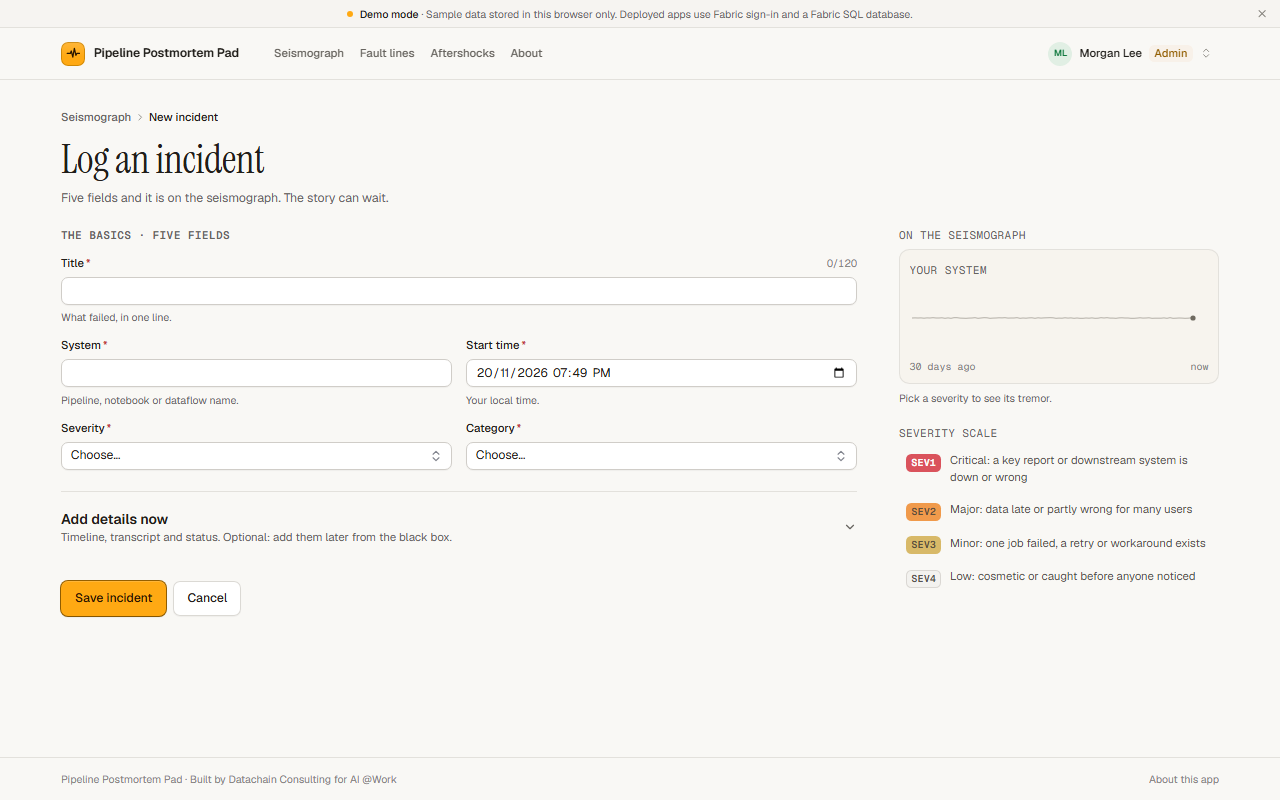 Demo mode · Sample data stored in this browser only. Deployed apps use Fabric sign-in and a Fabric SQL database.
Pipeline Postmortem Pad
Seismograph
Fault lines
Aftershocks
About
ML
Morgan Lee
Admin
Seismograph
New incident
Log an incident
Five fields and it is on the seismograph. The story can wait.
THE BASICS · FIVE FIELDS
Title*
0/120
What failed, in one line.
System*
Pipeline, notebook or dataflow name.
Start time*
20/11/2026 07:49 PM
Your local time.
Severity*
Choose...
Category*
Choose...
Add details now
Timeline, transcript and status. Optional: add them later from the black box.
Save incident
Cancel
ON THE SEISMOGRAPH
YOUR SYSTEM
30 days ago
now
Pick a severity to see its tremor.
SEVERITY SCALE
SEV1
Critical: a key report or downstream system is
down or wrong
SEV2
Major: data late or partly wrong for many users
SEV3
Minor: one job failed, a retry or workaround exists
SEV4
Low: cosmetic or caught before anyone noticed
Pipeline Postmortem Pad · Built by Datachain Consulting for AI @Work
About this app